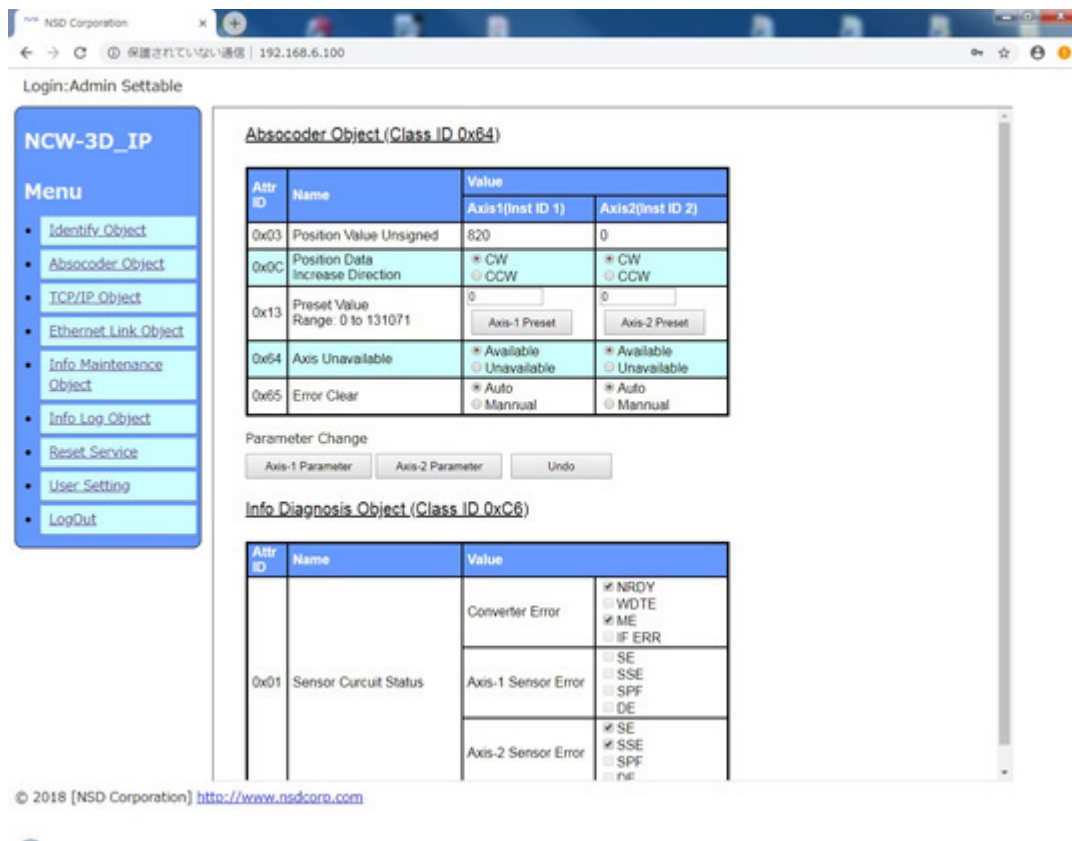 NSD Corporation
保護されていない通信 | 192.168.6.100
Login:Admin Settable
NCW-3D_IP
Menu
Identify Object
Absocoder Object
TCP/IP Object
Ethernet Link Object
Info Maintenance
Object
Info Log Object
Reset Service
User Setting
LogOut
Absocoder Object (Class ID 0x64)
Attr ID Name Value
Axis1(Inst ID 1) Axis2(Inst ID 2)
0x03 Position Value Unsigned 820 0
0x0C Position Data Increase Direction CW CW
CCW CCW
0x13 Preset Value Range: 0 to 131071 0 0
Axis-1 Preset Axis-2 Preset
0x64 Axis Unavailable Available Available
Unavailable Unavailable
0x65 Error Clear Auto Auto
Mannual Mannual
Parameter Change
Axis-1 Parameter Axis-2 Parameter Undo
Info Diagnosis Object (Class ID 0xC6)
Attr ID Name Value
0x01 Sensor Curcuit Status
Converter Error
NRDY
WDTE
ME
IF ERR
Axis-1 Sensor Error
SE
SSE
SPF
DE
Axis-2 Sensor Error
SE
SSE
SPF
DE
© 2018 [NSD Corporation] http://www.nsdcorp.com